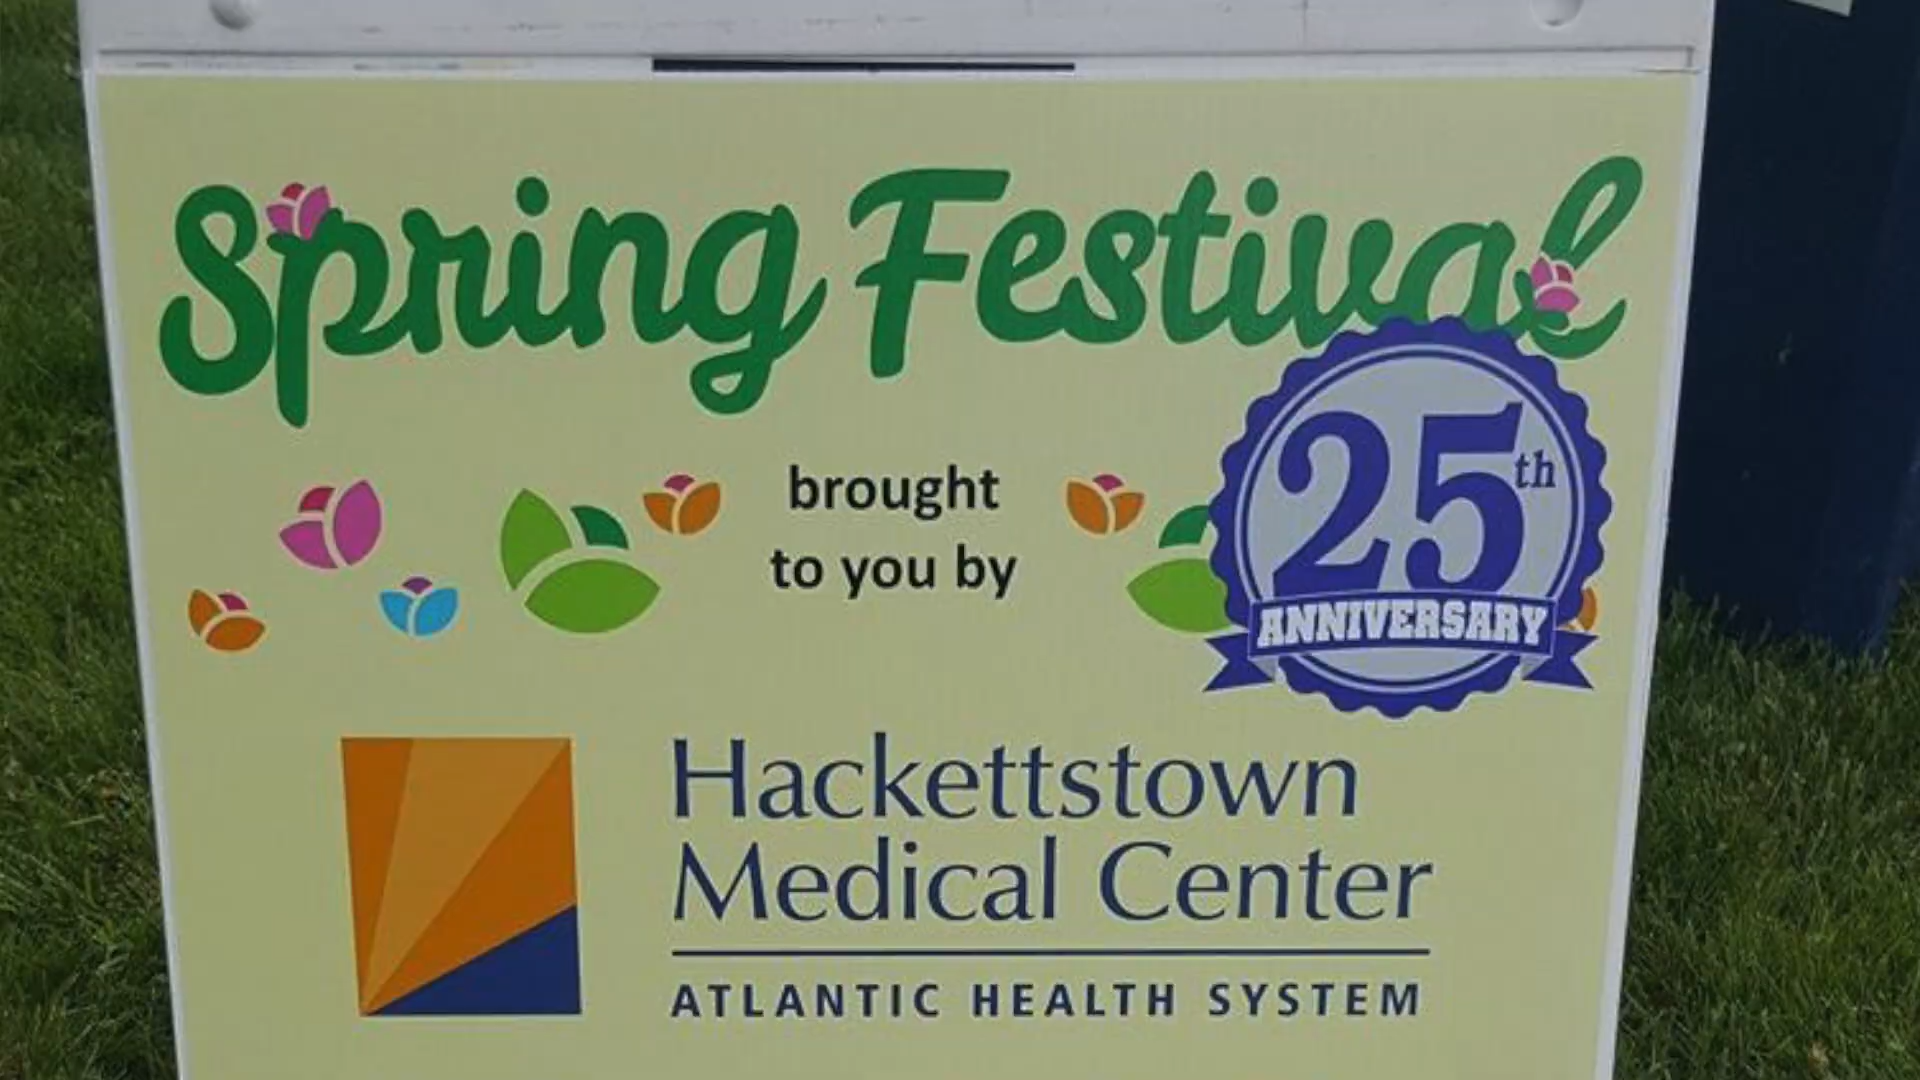 Spring Festival
brought
to you by
25th
ANNIVERSARY
Hackettstown
Medical Center
ATLANTIC HEALTH SYSTEM